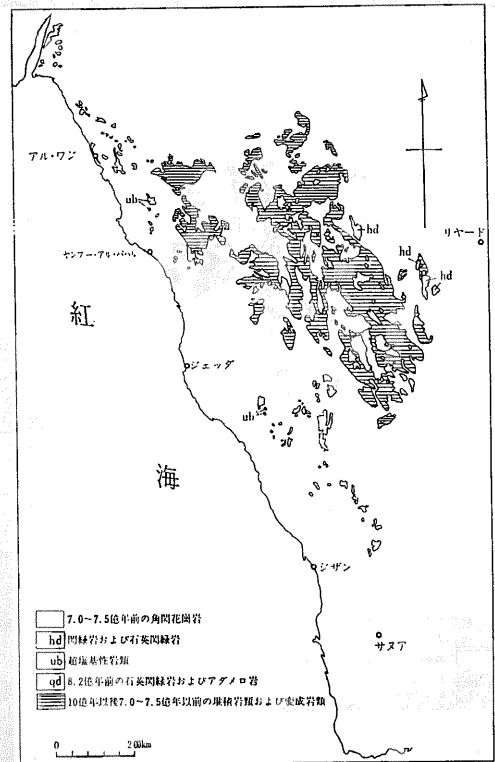 アル・ワン
ub
hd
リヤード
hd
hd
ヤンブー・アル・バハル
紅
ジェッダ
ub
海
ジザン
サヌア
7.0〜7.5億年前の角閃花崗岩
hd 閃緑岩および石英閃緑岩
ub 超塩基性岩類
qd 8.2億年前の石英閃緑岩およびアダメロ岩
10億年以後7.0〜7.5億年以前の堆積岩類および変成岩類
0 200km